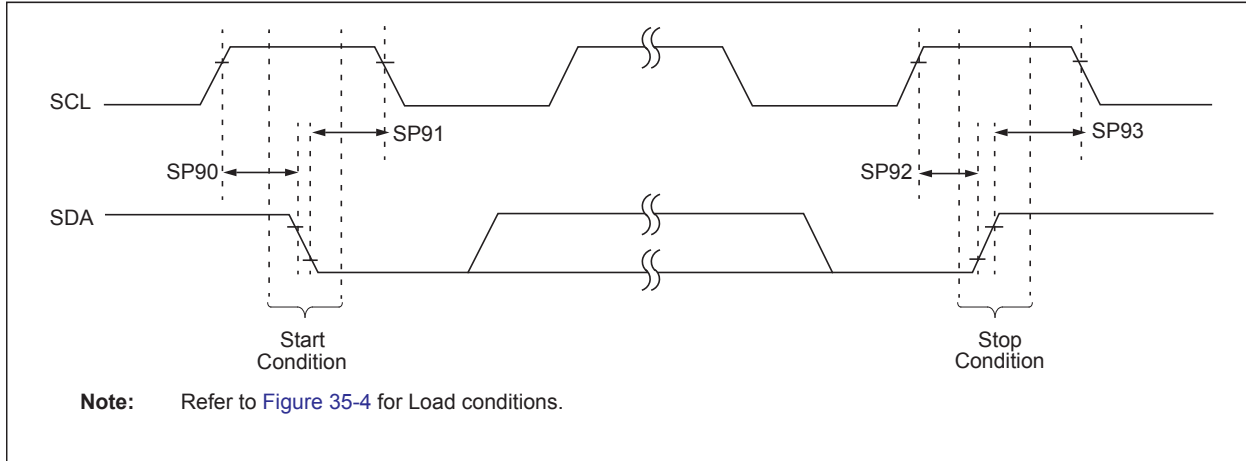 SCL
SP91
SP93
SP90
SP92
SDA
Start
Condition
Stop
Condition
Note: Refer to Figure 35-4 for Load conditions.